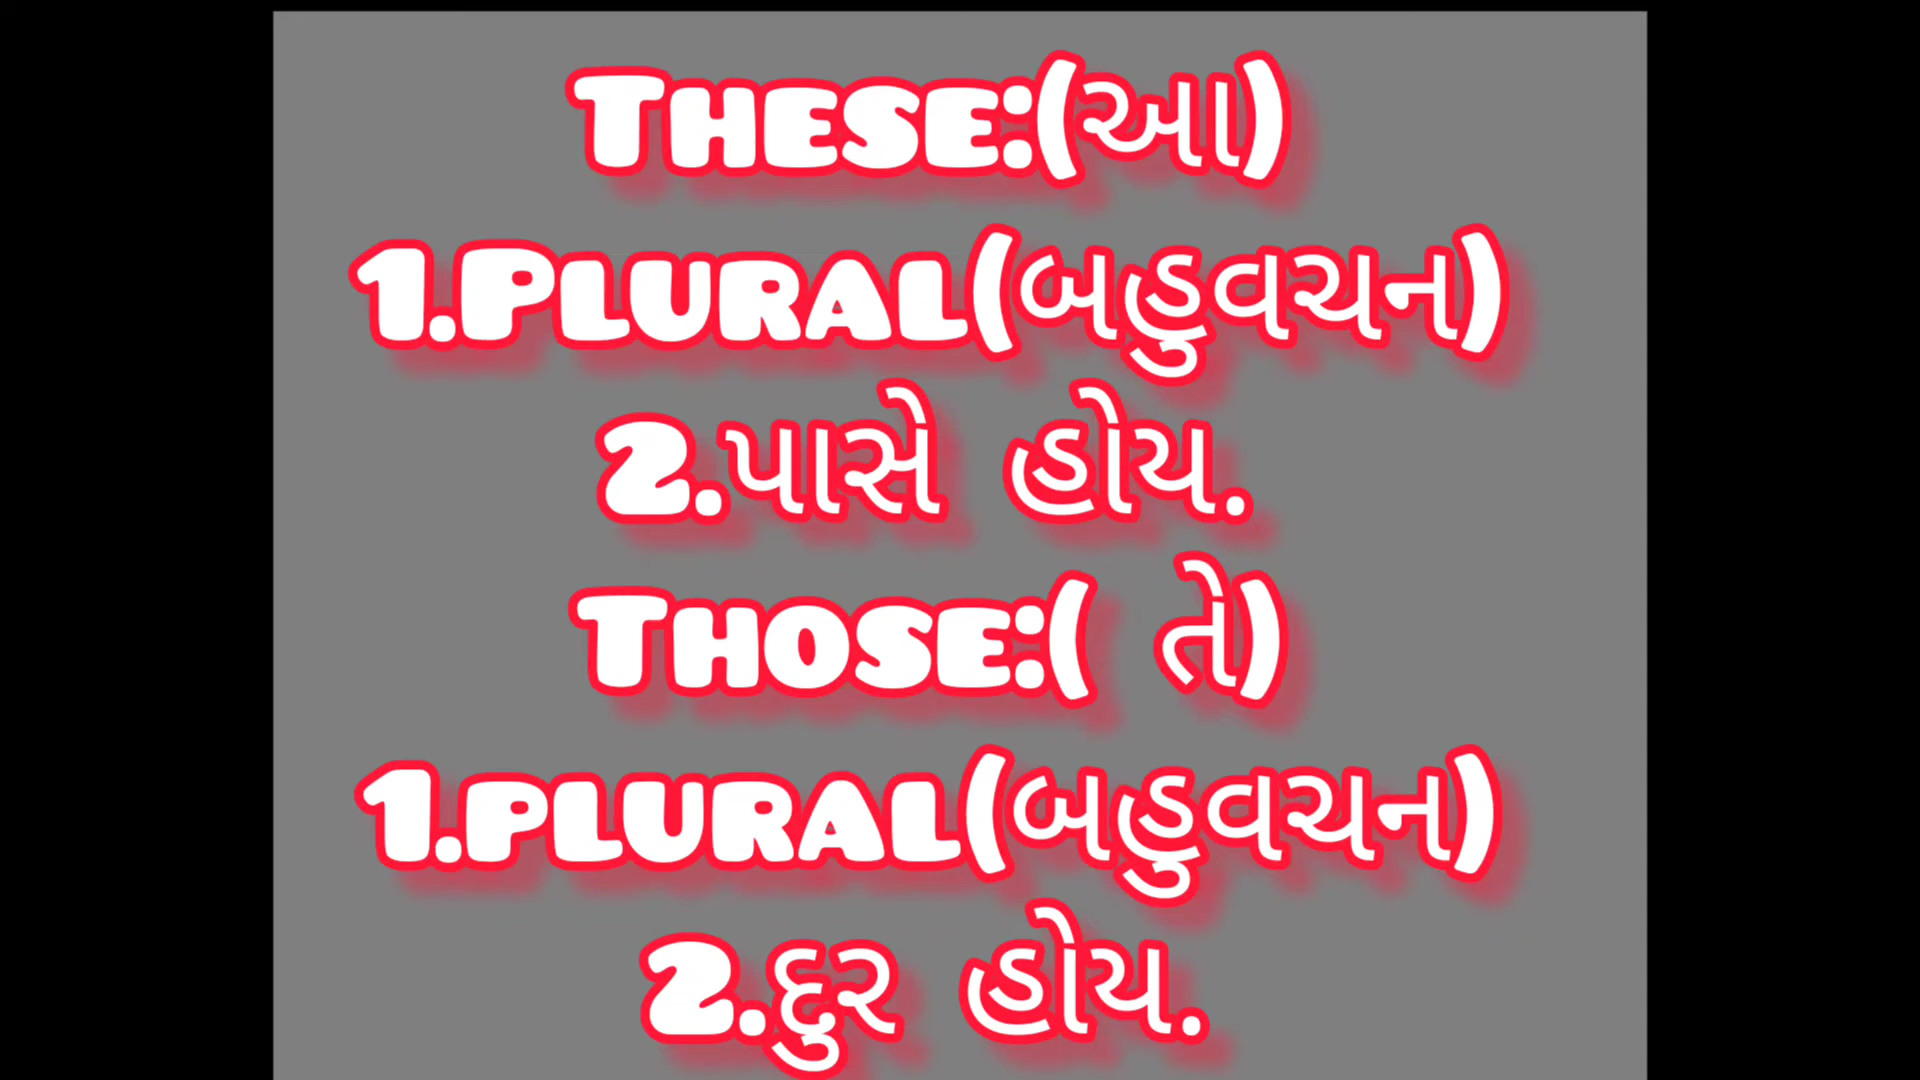 THESE:(આ)
1.PLURAL(બહુવચન)
2.પાસે હોય.
THOSE:( તે)
1.PLURAL(બહુવચન)
2.દુર હોય.